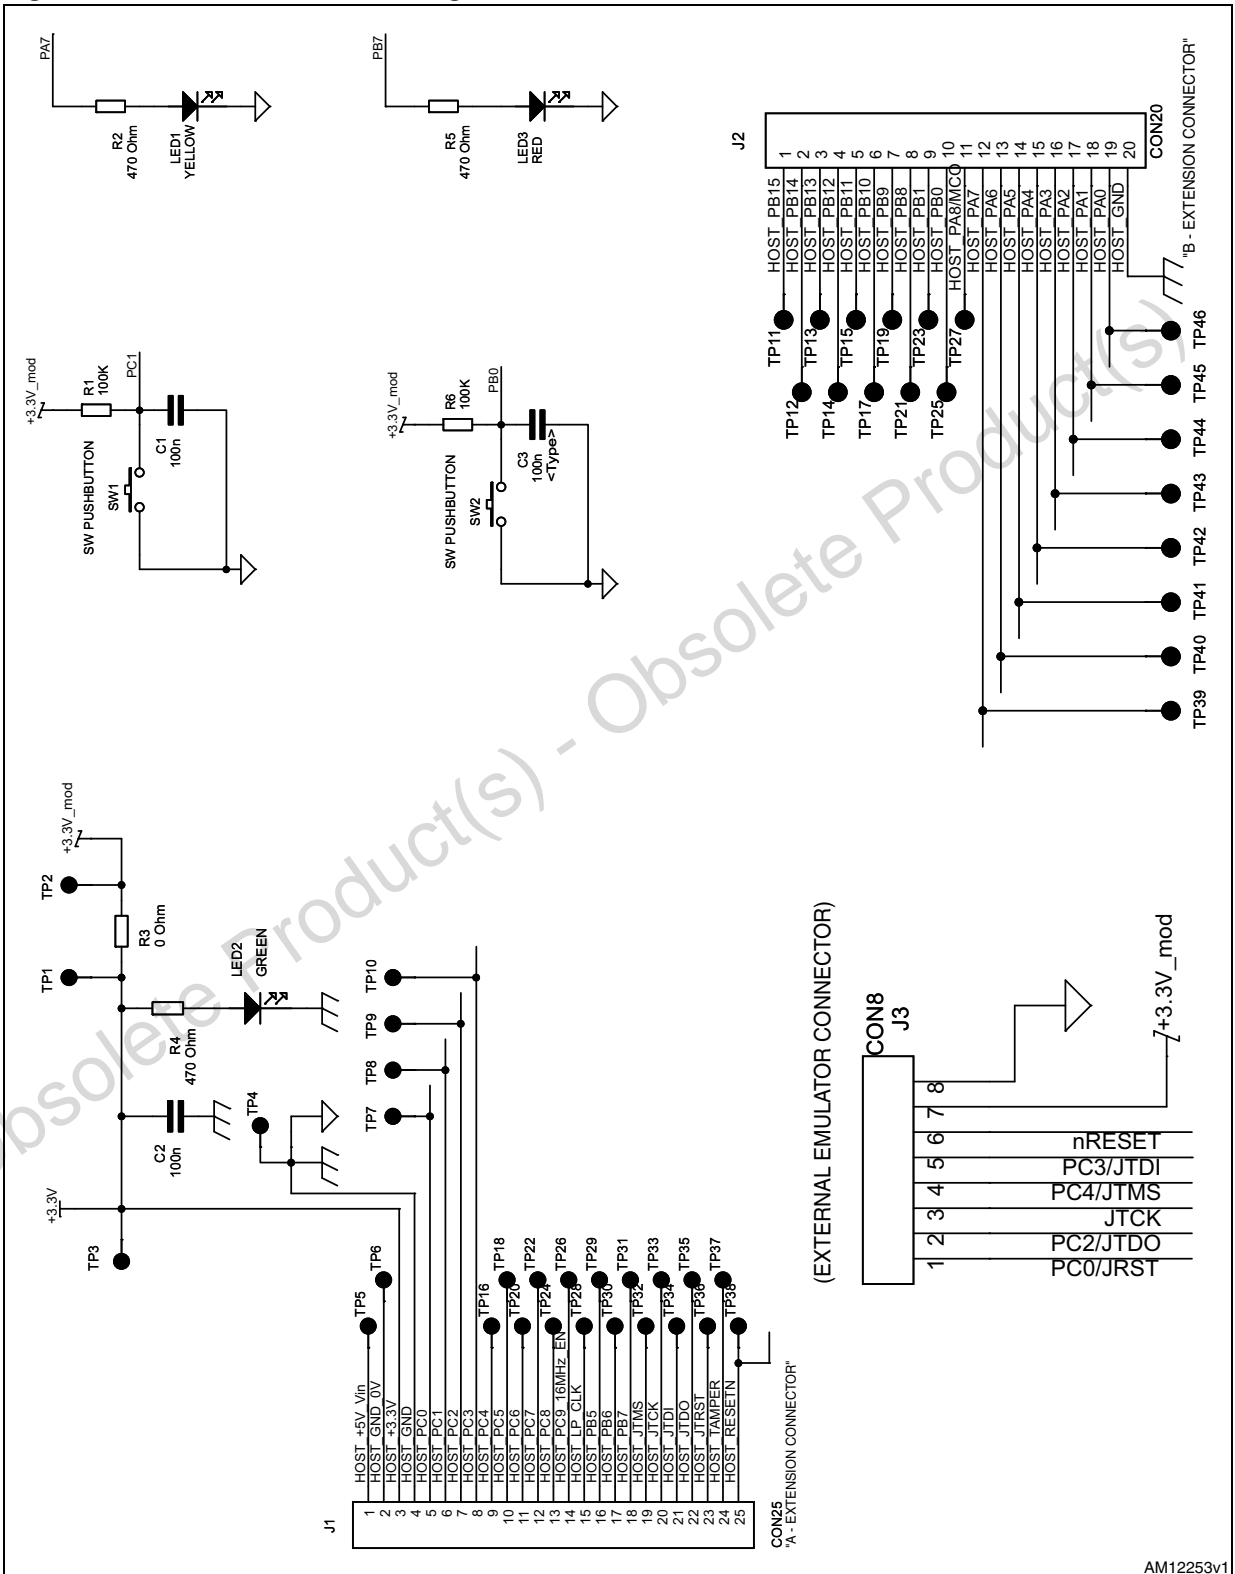 PA7
R2
470 Ohm
LED1
YELLOW
PB7
R5
470 Ohm
LED3
RED
J2
CON20
"B - EXTENSION CONNECTOR"
1
2
3
4
5
6
7
8
9
10
11
12
13
14
15
16
17
18
19
20
HOST_PB15
HOST_PB14
HOST_PB13
HOST_PB12
HOST_PB11
HOST_PB10
HOST_PB9
HOST_PB8
HOST_PB1
HOST_PB0
HOST_PA8/MCO
HOST_PA7
HOST_PA6
HOST_PA5
HOST_PA4
HOST_PA3
HOST_PA2
HOST_PA1
HOST_PA0
HOST_GND
TP11
TP12
TP13
TP14
TP15
TP17
TP19
TP21
TP23
TP25
TP27
TP46
TP45
TP44
TP43
TP42
TP41
TP40
TP39
+3.3V_mod
R1
100K
PC1
C1
100n
SW PUSHBUTTON
SW1
+3.3V_mod
R6
100K
PB0
C3
100n
<Type>
SW PUSHBUTTON
SW2
Obsolete Product(s) - Obsolete Product(s)
+3.3V_mod
TP2
R3
0 Ohm
TP1
LED2
GREEN
R4
470 Ohm
C2
100n
TP4
+3.3V
TP3
TP10
TP9
TP8
TP7
TP5
TP6
TP16
TP18
TP20
TP22
TP24
TP26
TP28
TP29
TP30
TP31
TP32
TP33
TP34
TP35
TP36
TP37
TP38
HOST_+5V_Vin
HOST_GND_0V
HOST_+3.3V
HOST_GND
HOST_PC0
HOST_PC1
HOST_PC2
HOST_PC3
HOST_PC4
HOST_PC5
HOST_PC6
HOST_PC7
HOST_PC8
HOST_PC9_16MHz_EN
HOST_LP_CLK
HOST_PB5
HOST_PB6
HOST_PB7
HOST_JTMS
HOST_JTCK
HOST_JTDI
HOST_JTDO
HOST_JTRST
HOST_TAMPER
HOST_RESETN
1
2
3
4
5
6
7
8
9
10
11
12
13
14
15
16
17
18
19
20
21
22
23
24
25
J1
CON25
"A - EXTENSION CONNECTOR"
(EXTERNAL EMULATOR CONNECTOR)
CON8
J3
+3.3V_mod
8
7
6
5
4
3
2
1
nRESET
PC3/JTDI
PC4/JTMS
JTCK
PC2/JTDO
PC0/JRST
AM12253v1